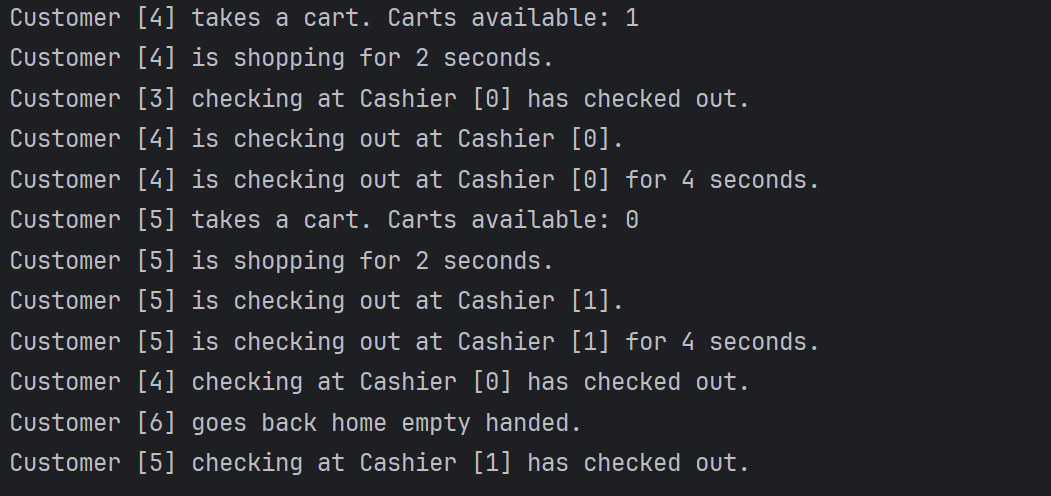 Customer [4] takes a cart. Carts available: 1
Customer [4] is shopping for 2 seconds.
Customer [3] checking at Cashier [0] has checked out.
Customer [4] is checking out at Cashier [0].
Customer [4] is checking out at Cashier [0] for 4 seconds.
Customer [5] takes a cart. Carts available: 0
Customer [5] is shopping for 2 seconds.
Customer [5] is checking out at Cashier [1].
Customer [5] is checking out at Cashier [1] for 4 seconds.
Customer [4] checking at Cashier [0] has checked out.
Customer [6] goes back home empty handed.
Customer [5] checking at Cashier [1] has checked out.